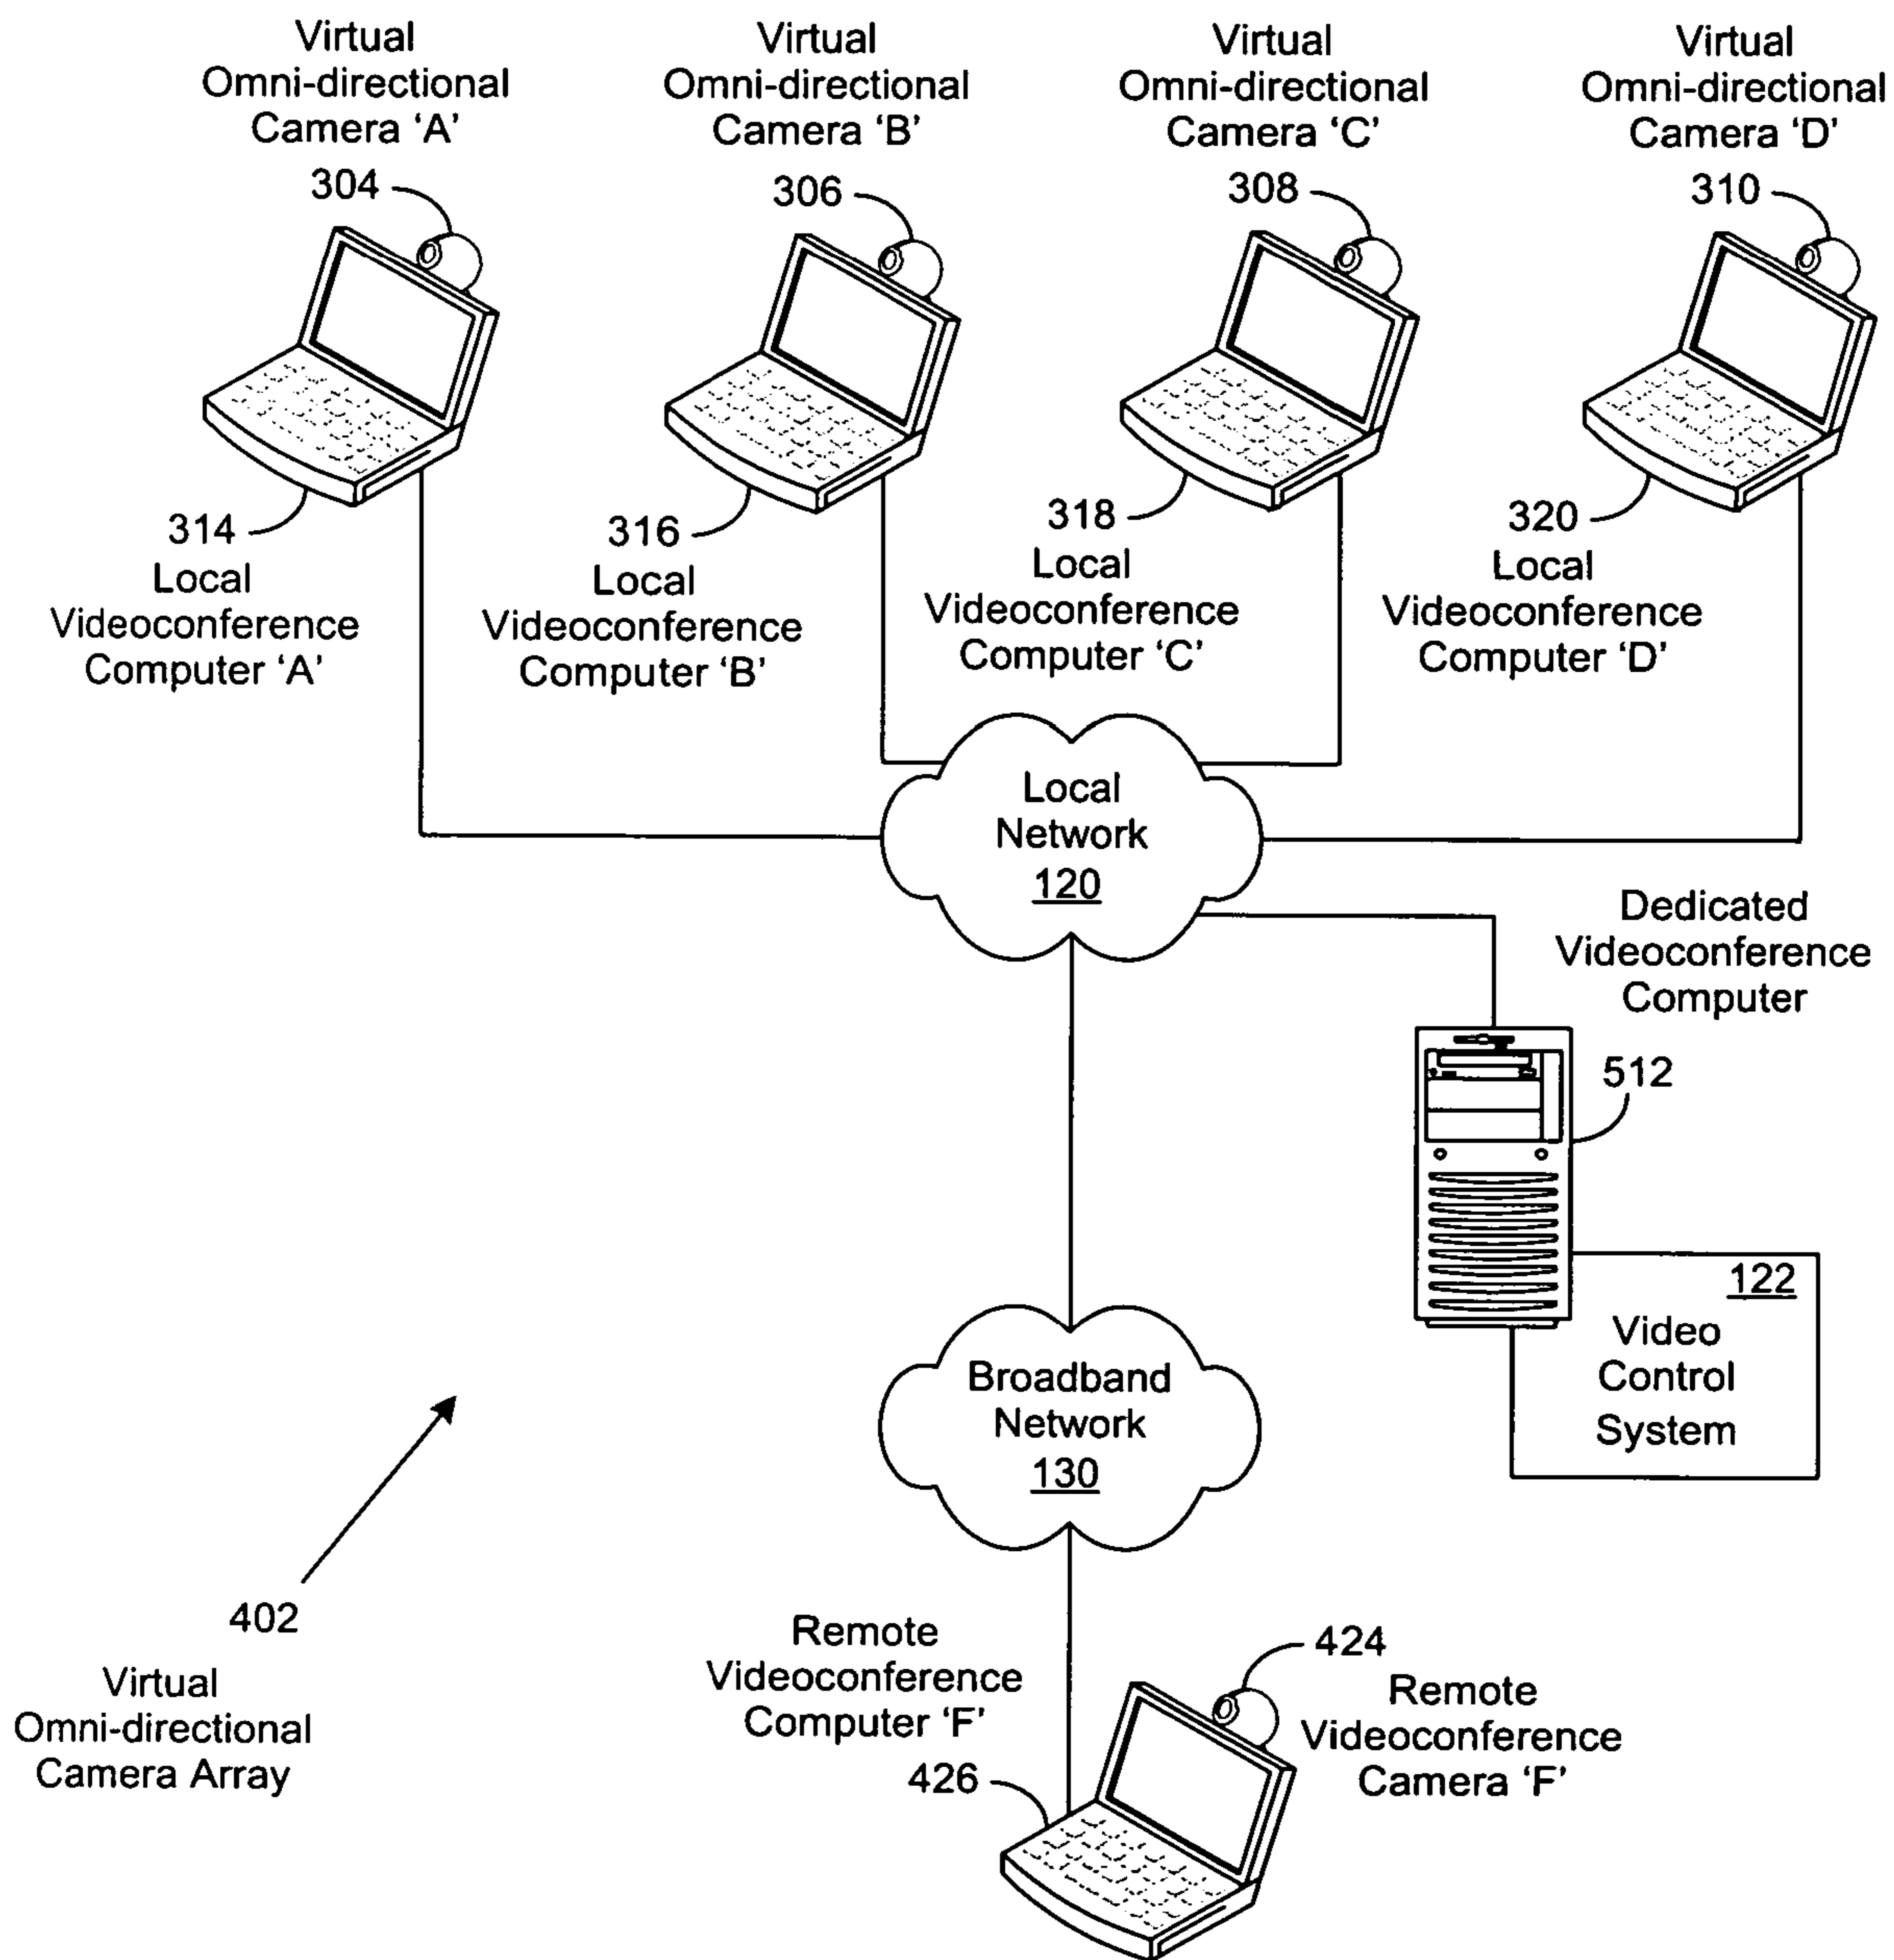 Virtual
Omni-directional
Camera ‘A’
304
Virtual
Omni-directional
Camera ‘B’
306
Virtual
Omni-directional
Camera ‘C’
308
Virtual
Omni-directional
Camera ‘D’
310
314
Local
Videoconference
Computer ‘A’
316
Local
Videoconference
Computer ‘B’
318
Local
Videoconference
Computer ‘C’
320
Local
Videoconference
Computer ‘D’
Local
Network
120
Dedicated
Videoconference
Computer
512
122
Video
Control
System
Broadband
Network
130
402
Virtual
Omni-directional
Camera Array
Remote
Videoconference
Computer ‘F’
426
424
Remote
Videoconference
Camera ‘F’